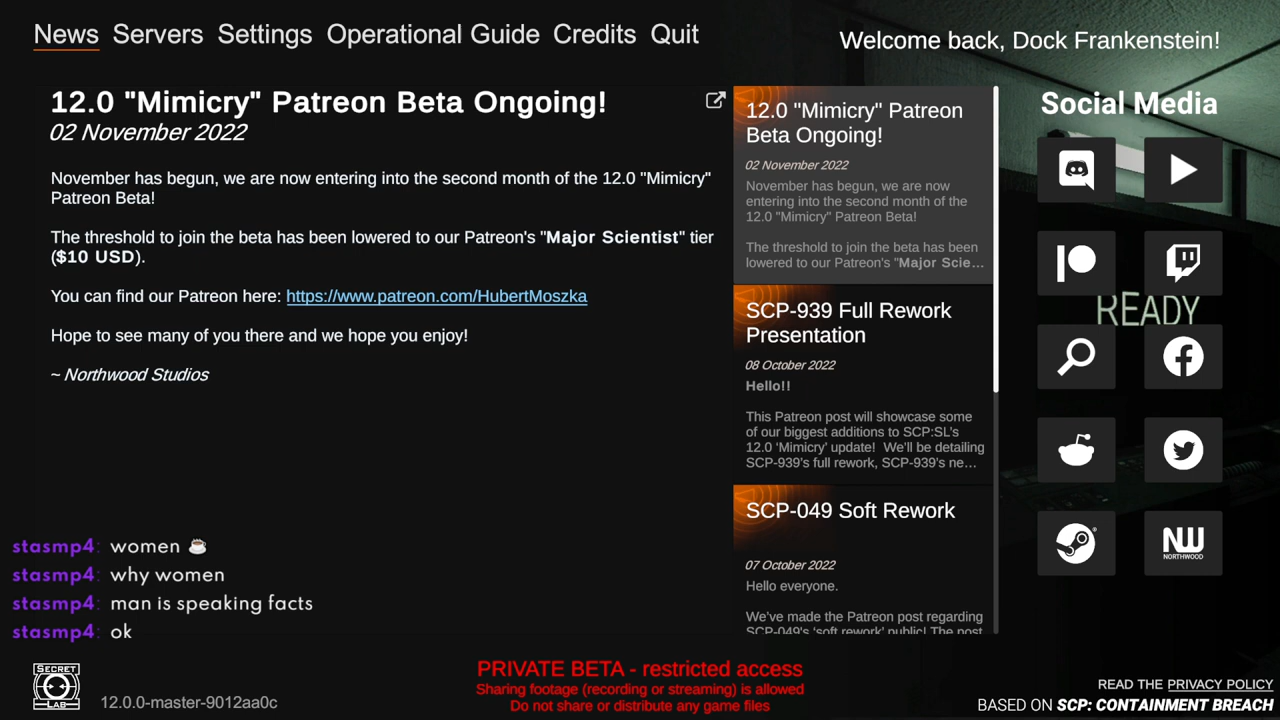 News Servers Settings Operational Guide Credits Quit
Welcome back, Dock Frankenstein!
12.0 "Mimicry" Patreon Beta Ongoing!
02 November 2022
November has begun, we are now entering into the second month of the 12.0 "Mimicry"
Patreon Beta!
The threshold to join the beta has been lowered to our Patreon's "Major Scientist" tier
($10 USD).
You can find our Patreon here: https://www.patreon.com/HubertMoszka
Hope to see many of you there and we hope you enjoy!
~ Northwood Studios
12.0 "Mimicry" Patreon
Beta Ongoing!
02 November 2022
November has begun, we are now
entering into the second month of the
12.0 "Mimicry" Patreon Beta!
The threshold to join the beta has been
lowered to our Patreon's "Major Scie...
SCP-939 Full Rework
Presentation
08 October 2022
Hello!!
This Patreon post will showcase some
of our biggest additions to SCP:SL's
12.0 ‘Mimicry’ update!  We'll be detailing
SCP-939's full rework, SCP-939's ne...
SCP-049 Soft Rework
07 October 2022
Hello everyone.
We've made the Patreon post regarding
SCP-049's ‘soft rework’ public! The post
Social Media
READY
NW
NORTHWOOD
stasmp4: women ☕
stasmp4: why women
stasmp4: man is speaking facts
stasmp4: ok
SECRET
LAB
12.0.0-master-9012aa0c
PRIVATE BETA - restricted access
Sharing footage (recording or streaming) is allowed
Do not share or distribute any game files
READ THE PRIVACY POLICY
BASED ON SCP: CONTAINMENT BREACH